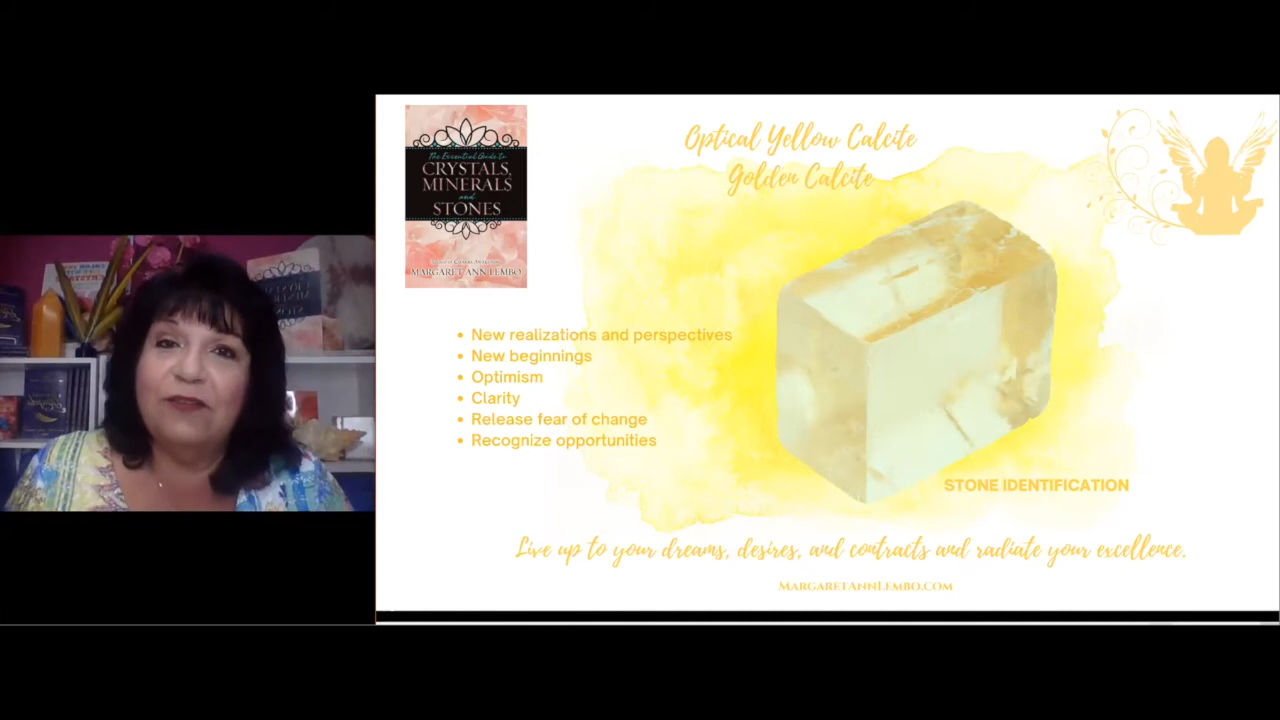 The Essential Guide to
CRYSTALS,
MINERALS
and
STONES
MARGARET ANN LEMBO
Optical Yellow Calcite
Golden Calcite
New realizations and perspectives
New beginnings
Optimism
Clarity
Release fear of change
Recognize opportunities
STONE IDENTIFICATION
Live up to your dreams, desires, and contracts and radiate your excellence.
MARGARETANNLEMBO.COM